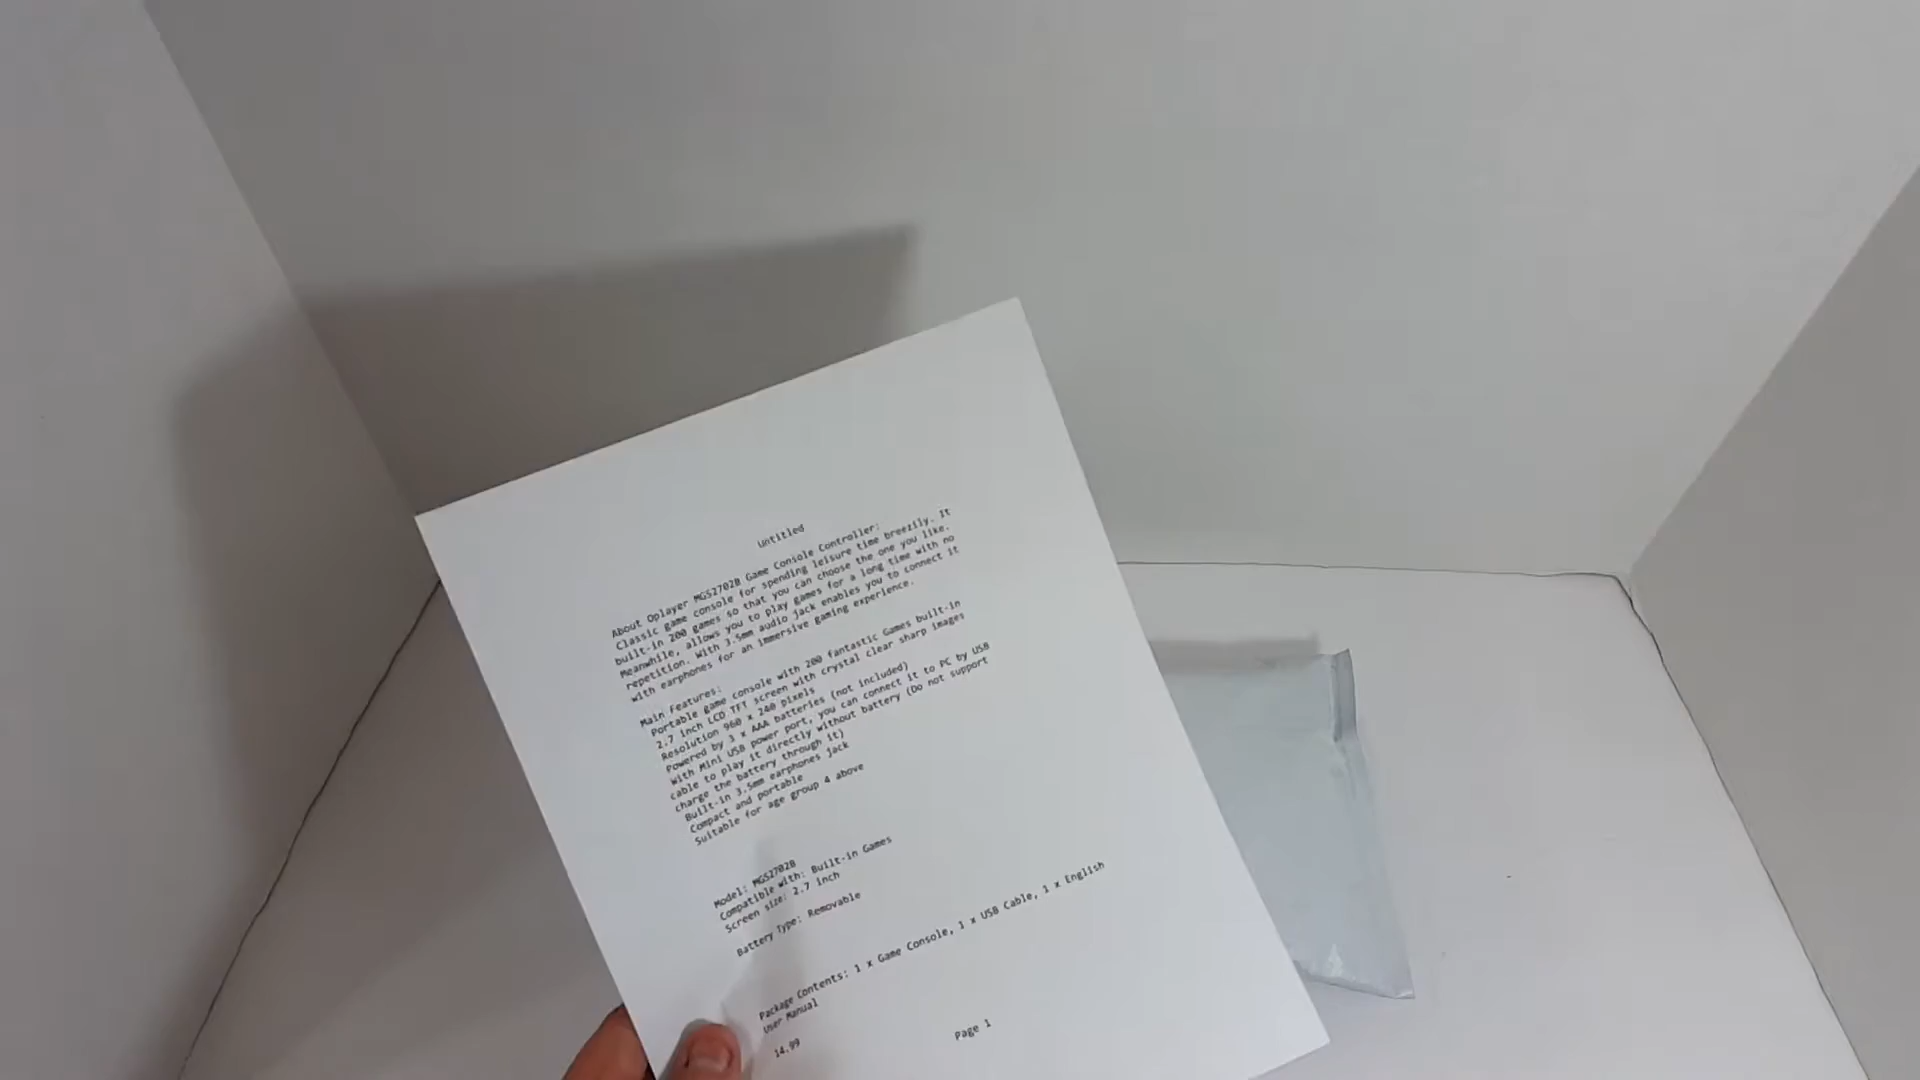 Untitled
About Oplayer MGS2702B Game Console Controller:
Classic game console for spending leisure time breezily. It
built-in 200 games so that you can choose the one you like.
Meanwhile, allows you to play games for a long time with no
repetition. With 3.5mm audio jack enables you to connect it
with earphones for an immersive gaming experience.
Main Features:
Portable game console with 200 fantastic Games built-in
2.7 inch LCD TFT screen with crystal clear sharp images
Resolution 960 x 240 pixels
Powered by 3 x AAA batteries (not included)
With Mini USB power port, you can connect it to PC by USB
cable to play it directly without battery (Do not support
charge the battery through it)
Built-in 3.5mm earphones jack
Compact and portable
Suitable for age group 4 above
Model: MGS2702B
Compatible with: Built-in Games
Screen size: 2.7 inch
Battery Type: Removable
Package Contents: 1 x Game Console, 1 x USB Cable, 1 x English
User Manual
14.99
Page 1